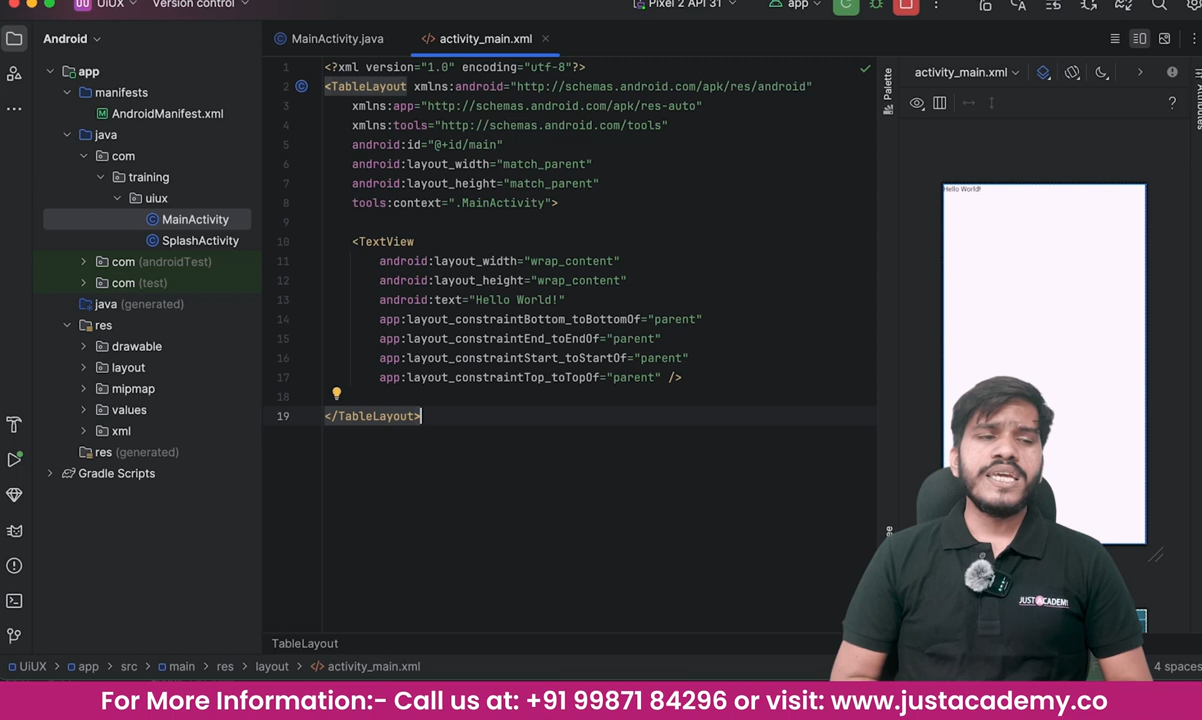 UU UiUX Version control Pixel 2 API 31 app
Android MainActivity.java </> activity_main.xml
app
manifests
AndroidManifest.xml
java
com
training
uiux
MainActivity
SplashActivity
com (androidTest)
com (test)
java (generated)
res
drawable
layout
mipmap
values
xml
res (generated)
Gradle Scripts
1 <?xml version="1.0" encoding="utf-8"?>
2 <TableLayout xmlns:android="http://schemas.android.com/apk/res/android"
3 xmlns:app="http://schemas.android.com/apk/res-auto"
4 xmlns:tools="http://schemas.android.com/tools"
5 android:id="@+id/main"
6 android:layout_width="match_parent"
7 android:layout_height="match_parent"
8 tools:context=".MainActivity">
9
10 <TextView
11 android:layout_width="wrap_content"
12 android:layout_height="wrap_content"
13 android:text="Hello World!"
14 app:layout_constraintBottom_toBottomOf="parent"
15 app:layout_constraintEnd_toEndOf="parent"
16 app:layout_constraintStart_toStartOf="parent"
17 app:layout_constraintTop_toTopOf="parent" />
18
19 </TableLayout>
Palette
activity_main.xml
Hello World!
JUSTACADEMY
TableLayout
UiUX > app > src > main > res > layout > </> activity_main.xml 4 spaces
For More Information:- Call us at: +91 99871 84296 or visit: www.justacademy.co